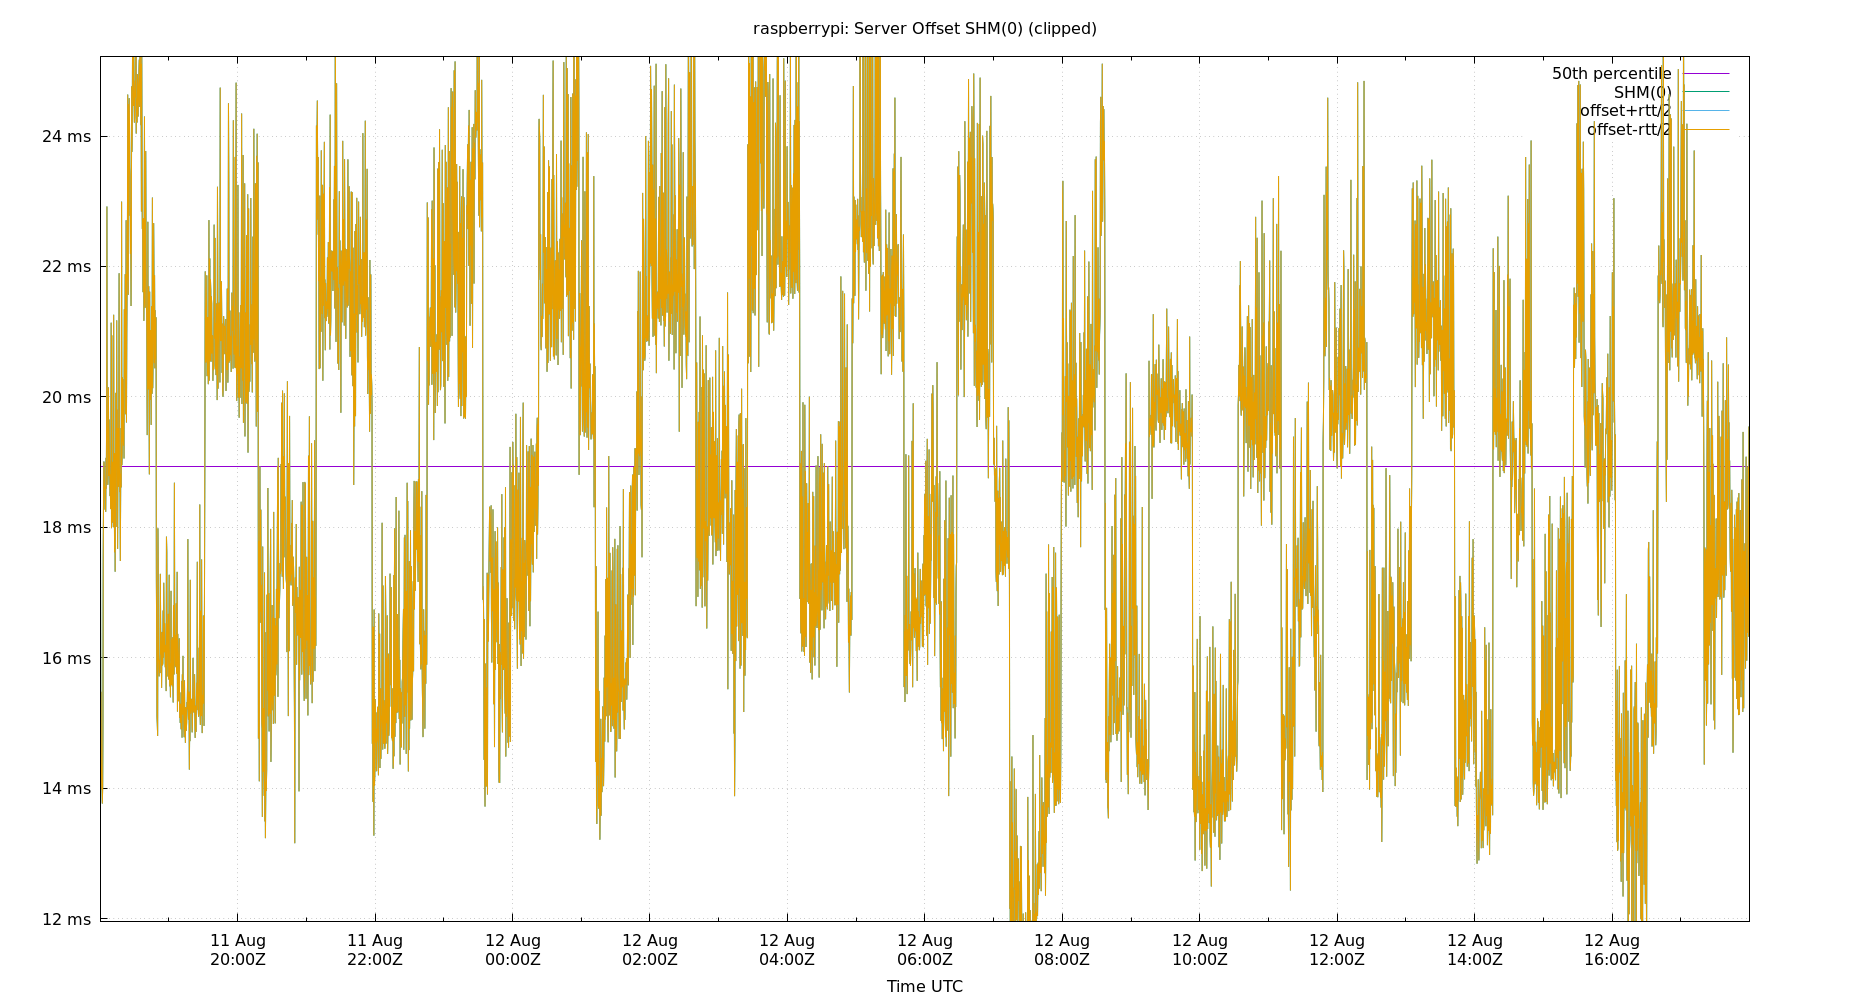 raspberrypi: Server Offset SHM(0) (clipped)
50th percentile
SHM(0)
offset+rtt/2
offset-rtt/2
24 ms
22 ms
20 ms
18 ms
16 ms
14 ms
12 ms
11 Aug
20:00Z
11 Aug
22:00Z
12 Aug
00:00Z
12 Aug
02:00Z
12 Aug
04:00Z
12 Aug
06:00Z
12 Aug
08:00Z
12 Aug
10:00Z
12 Aug
12:00Z
12 Aug
14:00Z
12 Aug
16:00Z
Time UTC